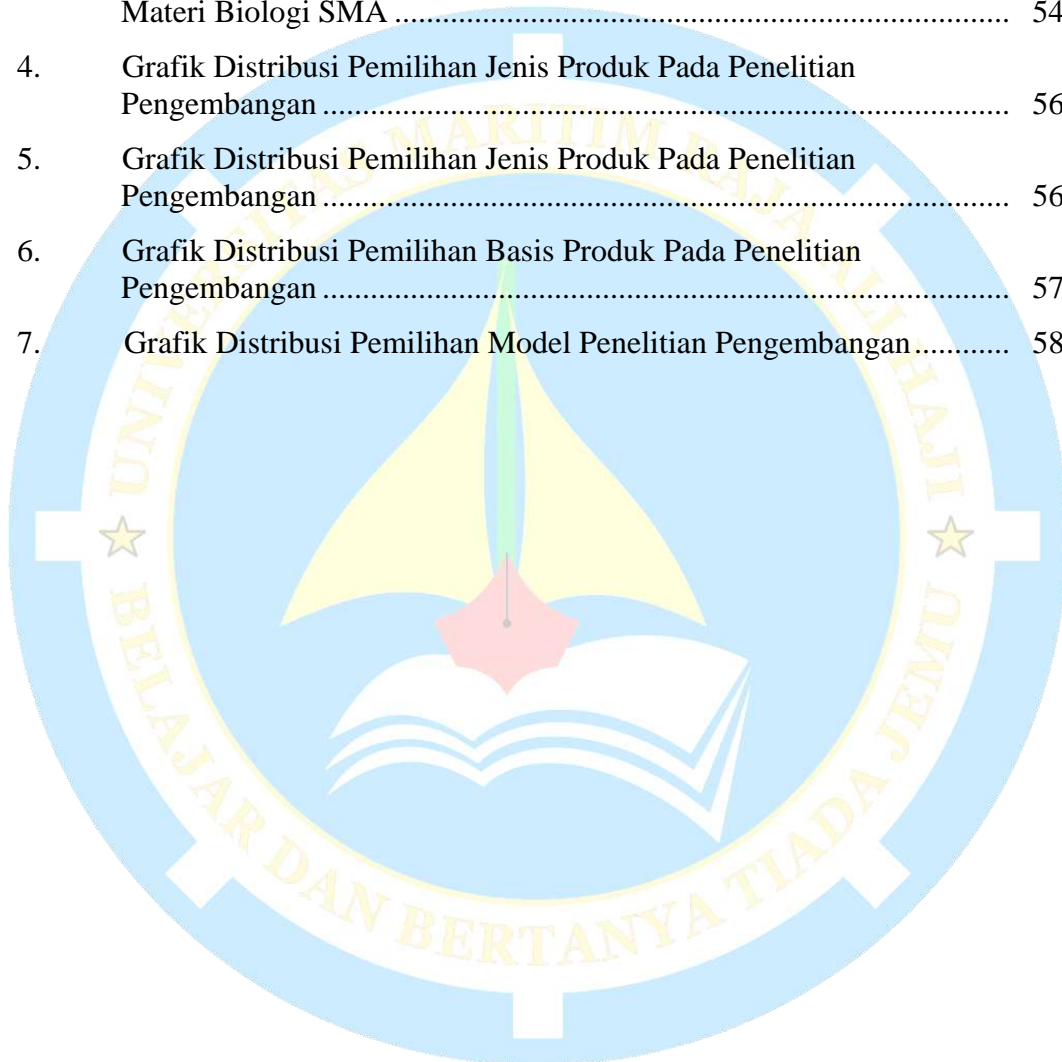 Materi Biologi SMA ........................................................................ 54
4. Grafik Distribusi Pemilihan Jenis Produk Pada Penelitian
Pengembangan ................................................................................ 56
5. Grafik Distribusi Pemilihan Jenis Produk Pada Penelitian
Pengembangan ................................................................................ 56
6. Grafik Distribusi Pemilihan Basis Produk Pada Penelitian
Pengembangan ................................................................................ 57
7. Grafik Distribusi Pemilihan Model Penelitian Pengembangan ............ 58
UNIVERSITAS MARITIM RAJA ALI HAJI
BELAJAR DAN BERTANYA TIADA JEMU